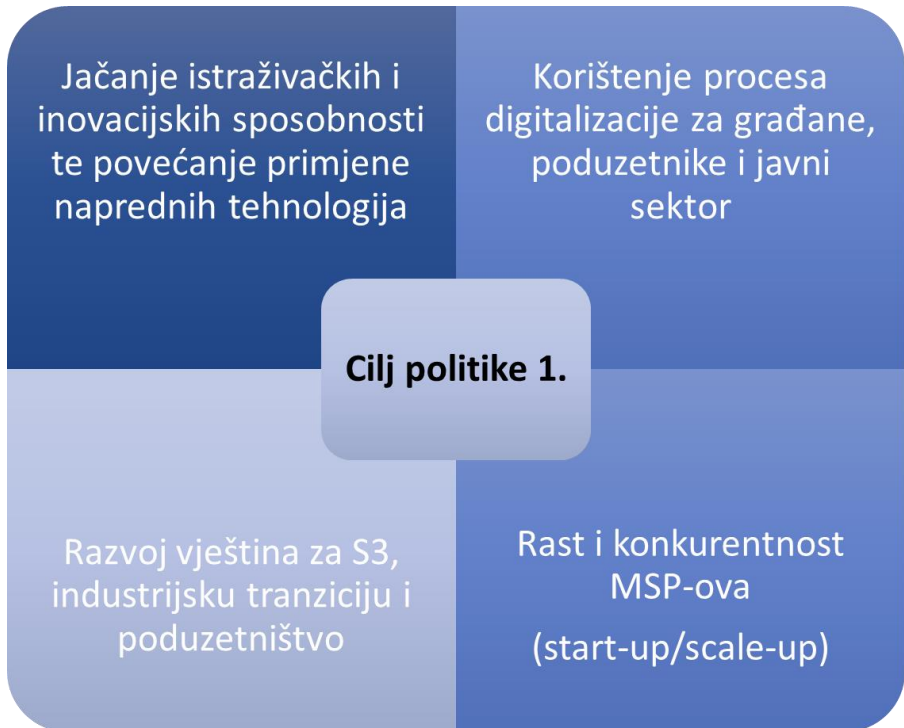 Jačanje istraživačkih i
inovacijskih sposobnosti
te povećanje primjene
naprednih tehnologija
Korištenje procesa
digitalizacije za građane,
poduzetnike i javni
sektor
Cilj politike 1.
Razvoj vještina za S3,
industrijsku tranziciju i
poduzetništvo
Rast i konkurentnost
MSP-ova
(start-up/scale-up)